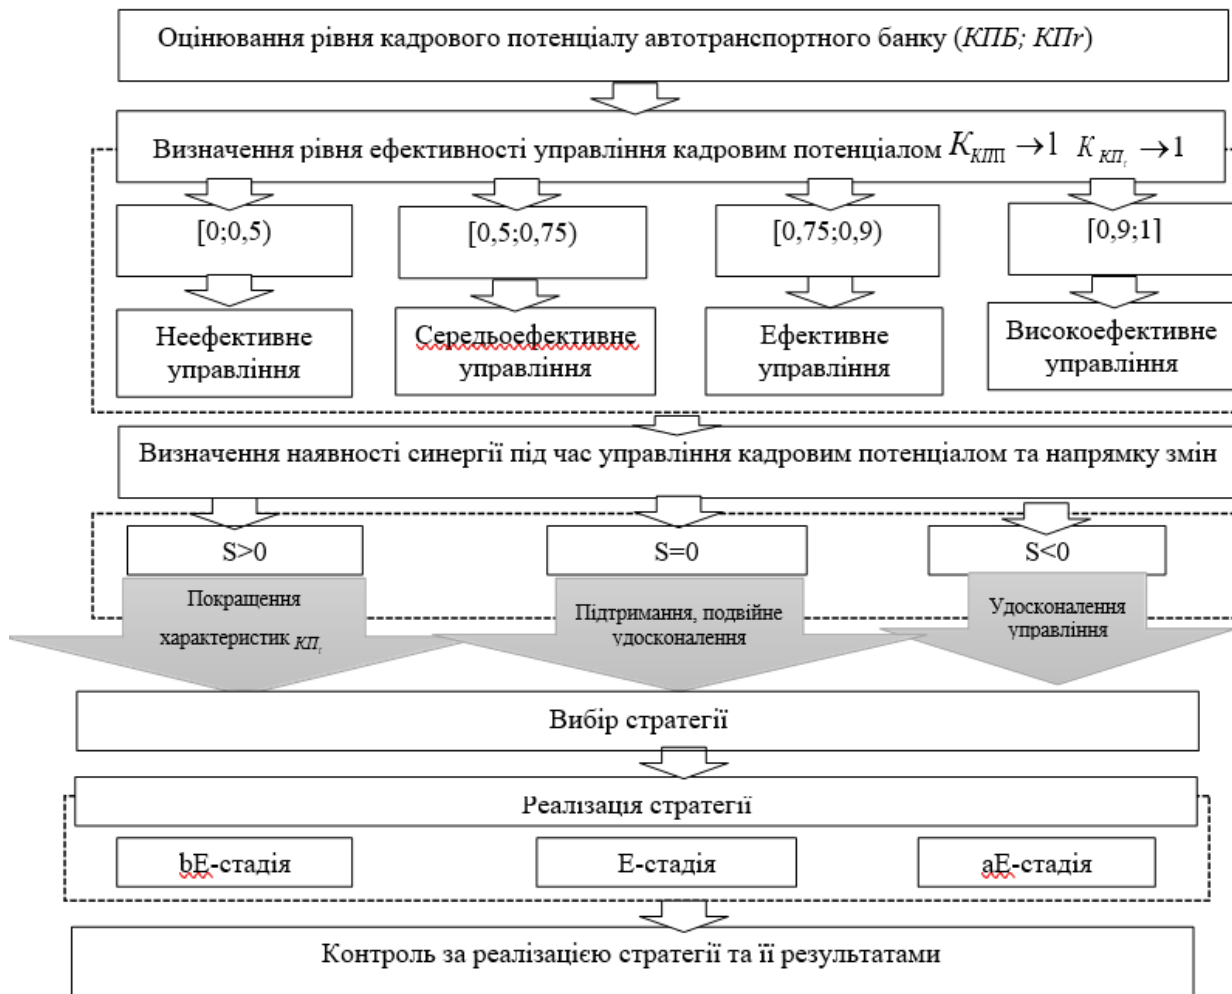 Оцінювання рівня кадрового потенціалу автотранспортного банку (КПБ; КПr)
Визначення рівня ефективності управління кадровим потенціалом K КПП → 1 K КП t → 1
[0;0,5)
[0,5;0,75)
[0,75;0,9)
[0,9;1]
Неефективне
управління
Середьоефективне
управління
Ефективне
управління
Високоефективне
управління
Визначення наявності синергії під час управління кадровим потенціалом та напрямку змін
S>0
S=0
S<0
Покращення
характеристик КП t
Підтримання, подвійне
удосконалення
Удосконалення
управління
Вибір стратегії
Реалізація стратегії
bE-стадія
E-стадія
aE-стадія
Контроль за реалізацією стратегії та її результатами